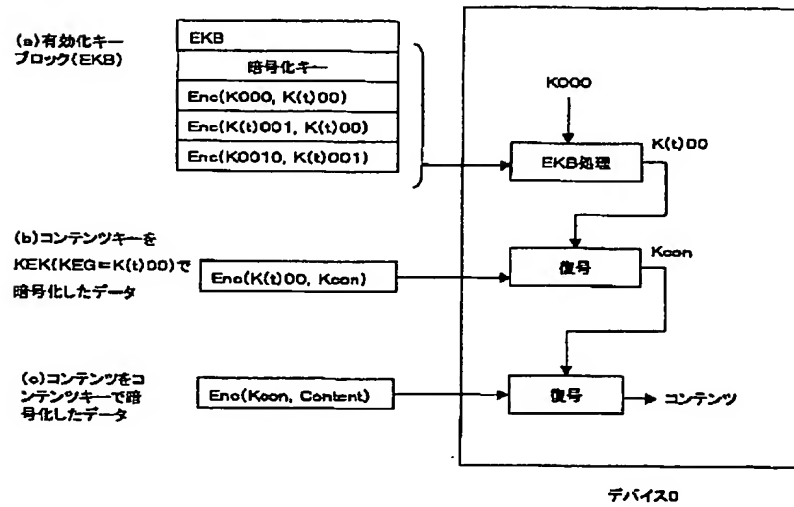 (a)有効化キー
ブロック(EKB)
EKB
暗号化キー
Enc(K000, K(t)00)
Enc(K(t)001, K(t)00)
Enc(K0010, K(t)001)
K000
EKB処理
K(t)00
(b)コンテンツキーを
KEK(KEG=K(t)00)で
暗号化したデータ
Enc(K(t)00, Kcon)
復号
Kcon
(c)コンテンツをコ
ンテンツキーで暗
号化したデータ
Enc(Kcon, Content)
復号
コンテンツ
デバイス0